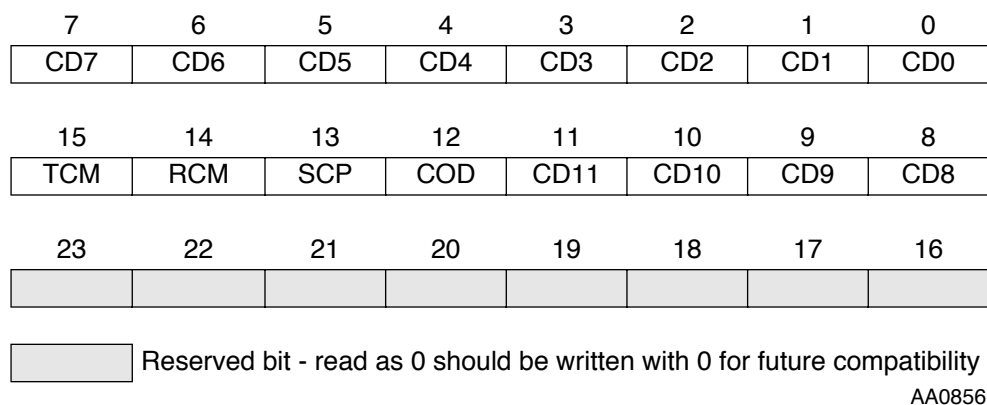 7 6 5 4 3 2 1 0
CD7 CD6 CD5 CD4 CD3 CD2 CD1 CD0
15 14 13 12 11 10 9 8
TCM RCM SCP COD CD11 CD10 CD9 CD8
23 22 21 20 19 18 17 16
Reserved bit - read as 0 should be written with 0 for future compatibility
AA0856